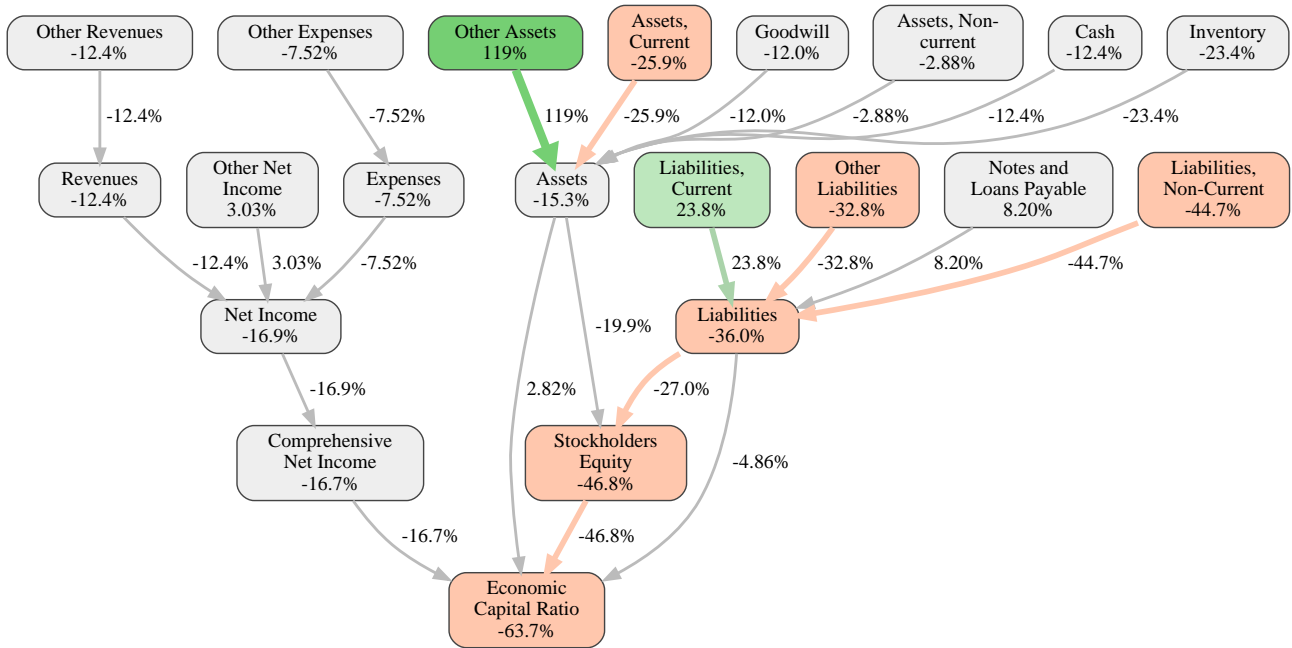 Other Revenues
-12.4%
Other Expenses
-7.52%
Other Assets
119%
Assets,
Current
-25.9%
Goodwill
-12.0%
Assets, Non-
current
-2.88%
Cash
-12.4%
Inventory
-23.4%
-12.4%
-7.52%
119%
-25.9%
-12.0%
-2.88%
-12.4%
-23.4%
Revenues
-12.4%
Other Net
Income
3.03%
Expenses
-7.52%
Assets
-15.3%
Liabilities,
Current
23.8%
Other
Liabilities
-32.8%
Notes and
Loans Payable
8.20%
Liabilities,
Non-Current
-44.7%
-12.4%
3.03%
-7.52%
23.8%
-32.8%
8.20%
-44.7%
Net Income
-16.9%
-19.9%
Liabilities
-36.0%
-16.9%
2.82%
-27.0%
Comprehensive
Net Income
-16.7%
Stockholders
Equity
-46.8%
-4.86%
-16.7%
-46.8%
Economic
Capital Ratio
-63.7%